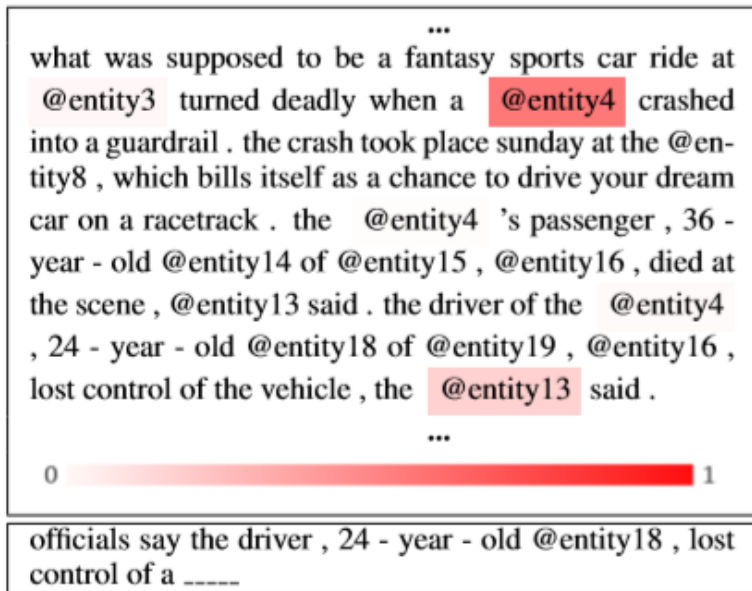 ...
what was supposed to be a fantasy sports car ride at
@entity3 turned deadly when a @entity4 crashed
into a guardrail . the crash took place sunday at the @en-
tity8 , which bills itself as a chance to drive your dream
car on a racetrack . the @entity4 's passenger , 36 -
year - old @entity14 of @entity15 , @entity16 , died at
the scene , @entity13 said . the driver of the @entity4
, 24 - year - old @entity18 of @entity19 , @entity16 ,
lost control of the vehicle , the @entity13 said .
...
0 1
officials say the driver , 24 - year - old @entity18 , lost
control of a _____